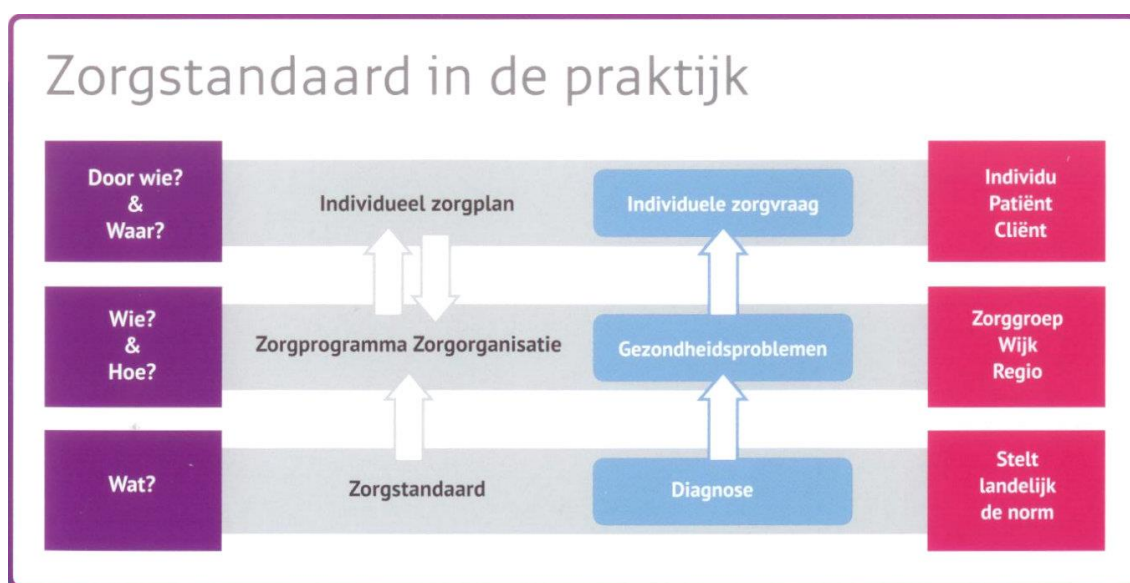 Zorgstandaard in de praktijk
Door wie?
&
Waar?
Individueel zorgplan
Individuele zorgvraag
Individu
Patiënt
Cliënt
Wie?
&
Hoe?
Zorgprogramma Zorgorganisatie
Gezondheidsproblemen
Zorggroep
Wijk
Regio
Wat?
Zorgstandaard
Diagnose
Stelt
landelijk
de norm